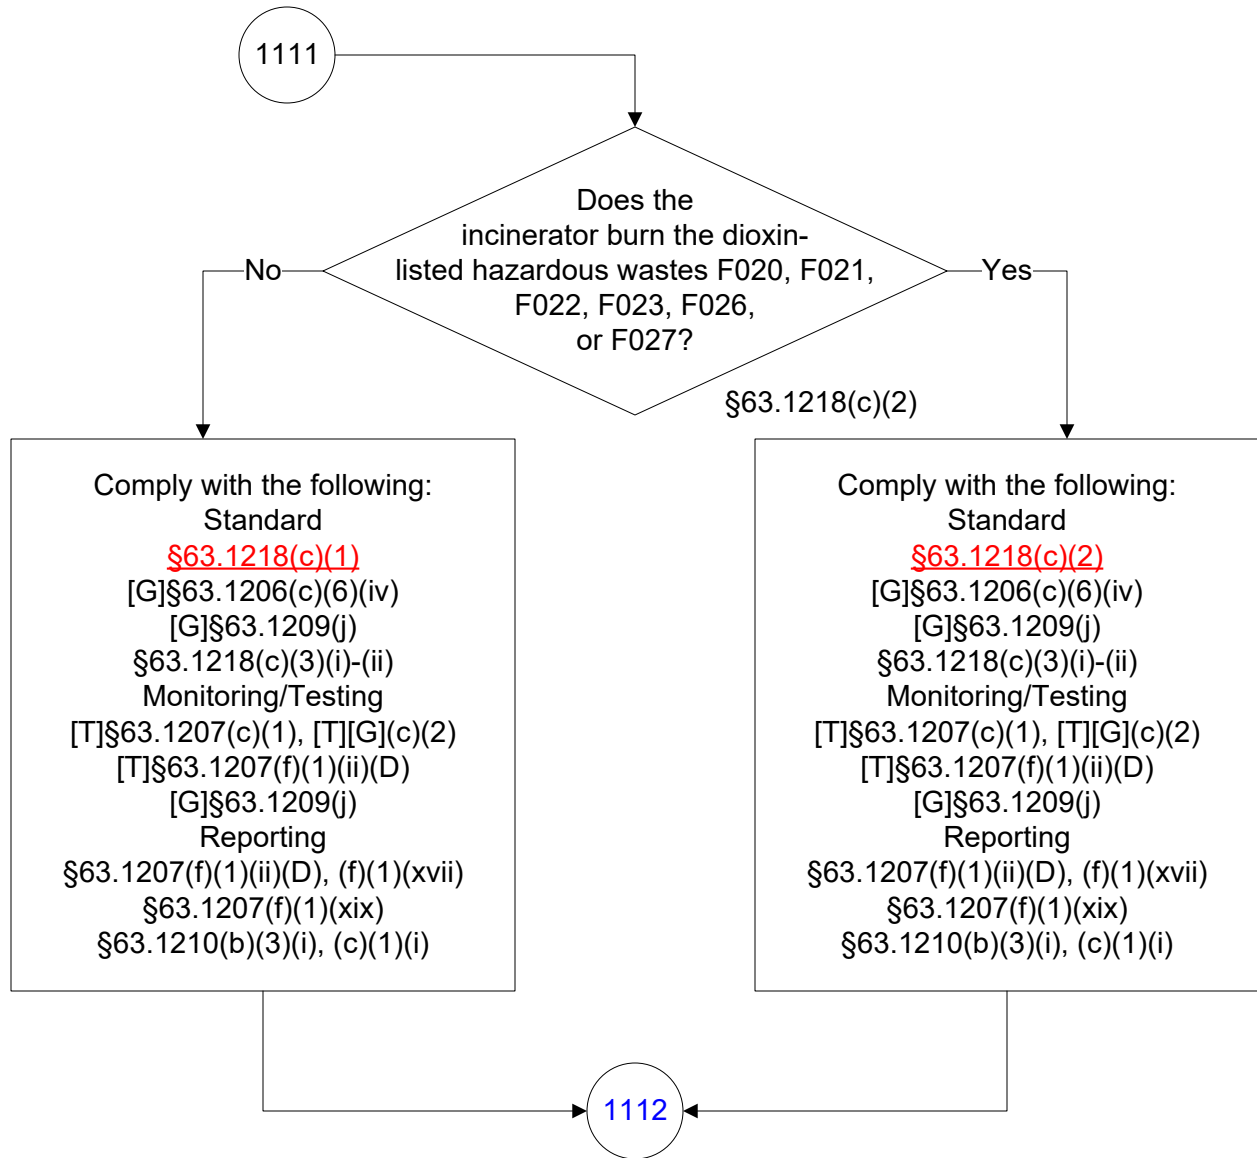 1111
Does the
incinerator burn the dioxin-
listed hazardous wastes F020, F021,
F022, F023, F026,
or F027?
No
Yes
§63.1218(c)(2)
Comply with the following:
Standard
§63.1218(c)(1)
[G]§63.1206(c)(6)(iv)
[G]§63.1209(j)
§63.1218(c)(3)(i)-(ii)
Monitoring/Testing
[T]§63.1207(c)(1), [T][G](c)(2)
[T]§63.1207(f)(1)(ii)(D)
[G]§63.1209(j)
Reporting
§63.1207(f)(1)(ii)(D), (f)(1)(xvii)
§63.1207(f)(1)(xix)
§63.1210(b)(3)(i), (c)(1)(i)
Comply with the following:
Standard
§63.1218(c)(2)
[G]§63.1206(c)(6)(iv)
[G]§63.1209(j)
§63.1218(c)(3)(i)-(ii)
Monitoring/Testing
[T]§63.1207(c)(1), [T][G](c)(2)
[T]§63.1207(f)(1)(ii)(D)
[G]§63.1209(j)
Reporting
§63.1207(f)(1)(ii)(D), (f)(1)(xvii)
§63.1207(f)(1)(xix)
§63.1210(b)(3)(i), (c)(1)(i)
1112